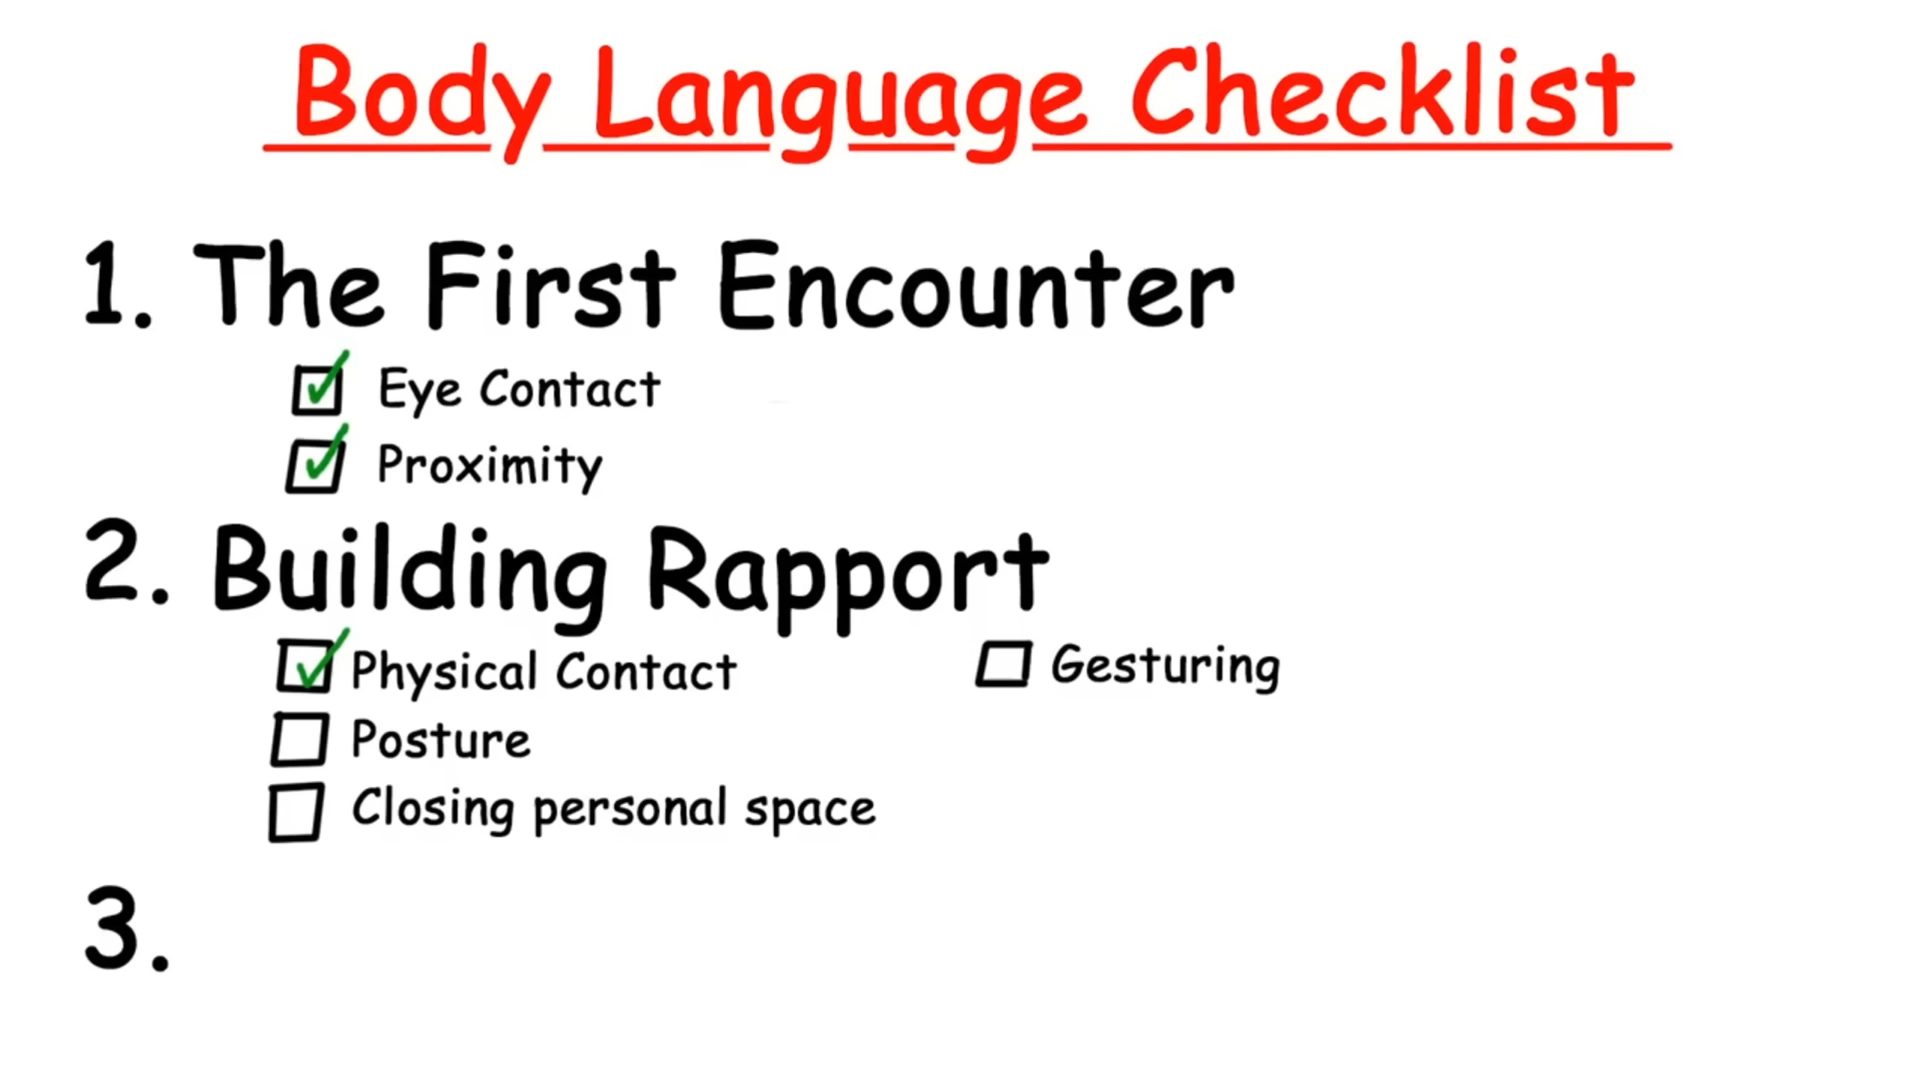 Body Language Checklist
1. The First Encounter
Eye Contact
Proximity
2. Building Rapport
Physical Contact
Gesturing
Posture
Closing personal space
3.